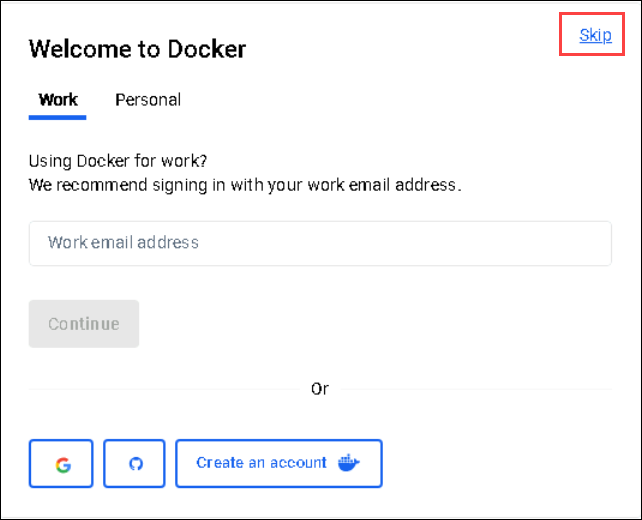 Skip
Welcome to Docker
Work Personal
Using Docker for work?
We recommend signing in with your work email address.
Work email address
Continue
Or
Create an account